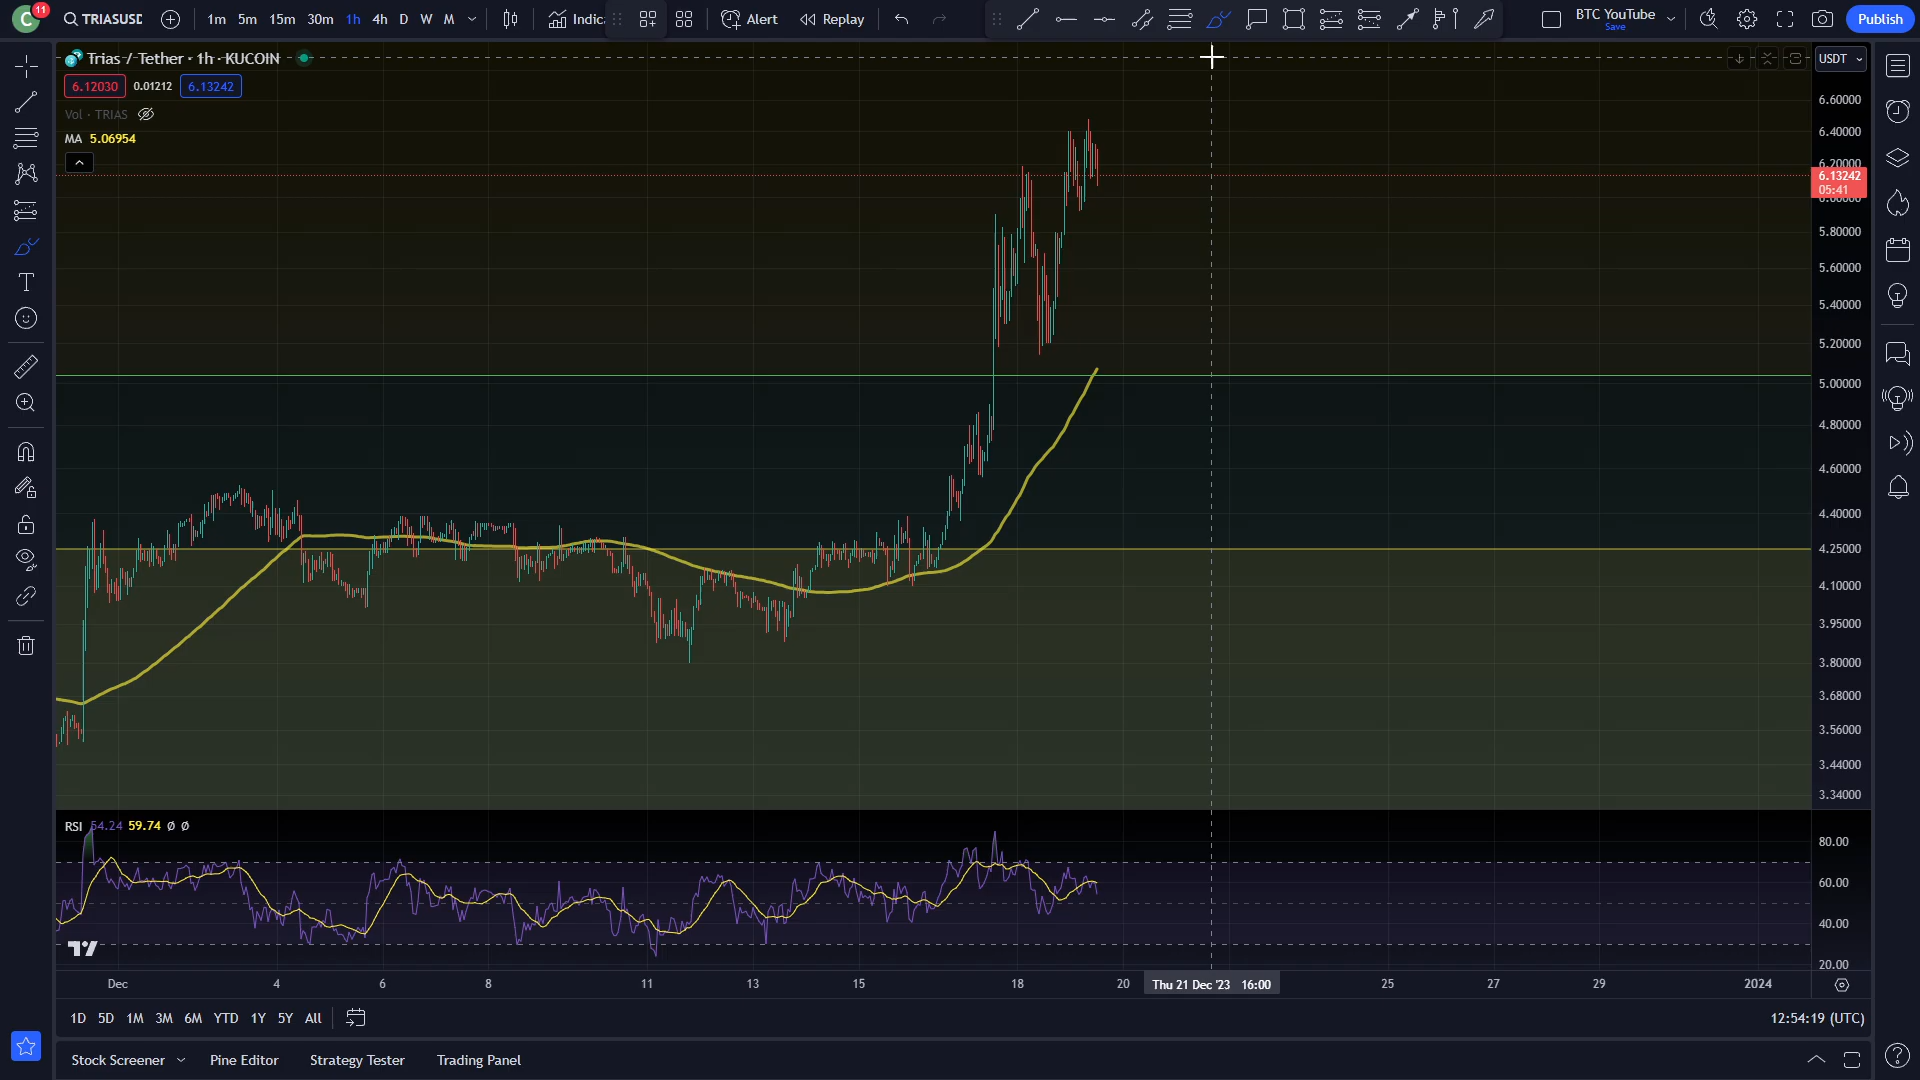 C 11 TRIASUSD 1m 5m 15m 30m 1h 4h D W M Indic Alert Replay BTC YouTube Save Publish
Trias / Tether · 1h · KUCOIN USDT
6.12030 0.01212 6.13242
Vol · TRIAS
MA 5.06954
6.60000
6.40000
6.20000
6.13242
05:41
6.00000
5.80000
5.60000
5.40000
5.20000
5.00000
4.80000
4.60000
4.40000
4.25000
4.10000
3.95000
3.80000
3.68000
3.56000
3.44000
3.34000
RSI 54.24 59.74 Ø Ø
80.00
60.00
40.00
20.00
Dec 4 6 8 11 13 15 18 20 Thu 21 Dec '23 16:00 25 27 29 2024
1D 5D 1M 3M 6M YTD 1Y 5Y All 12:54:19 (UTC)
Stock Screener Pine Editor Strategy Tester Trading Panel